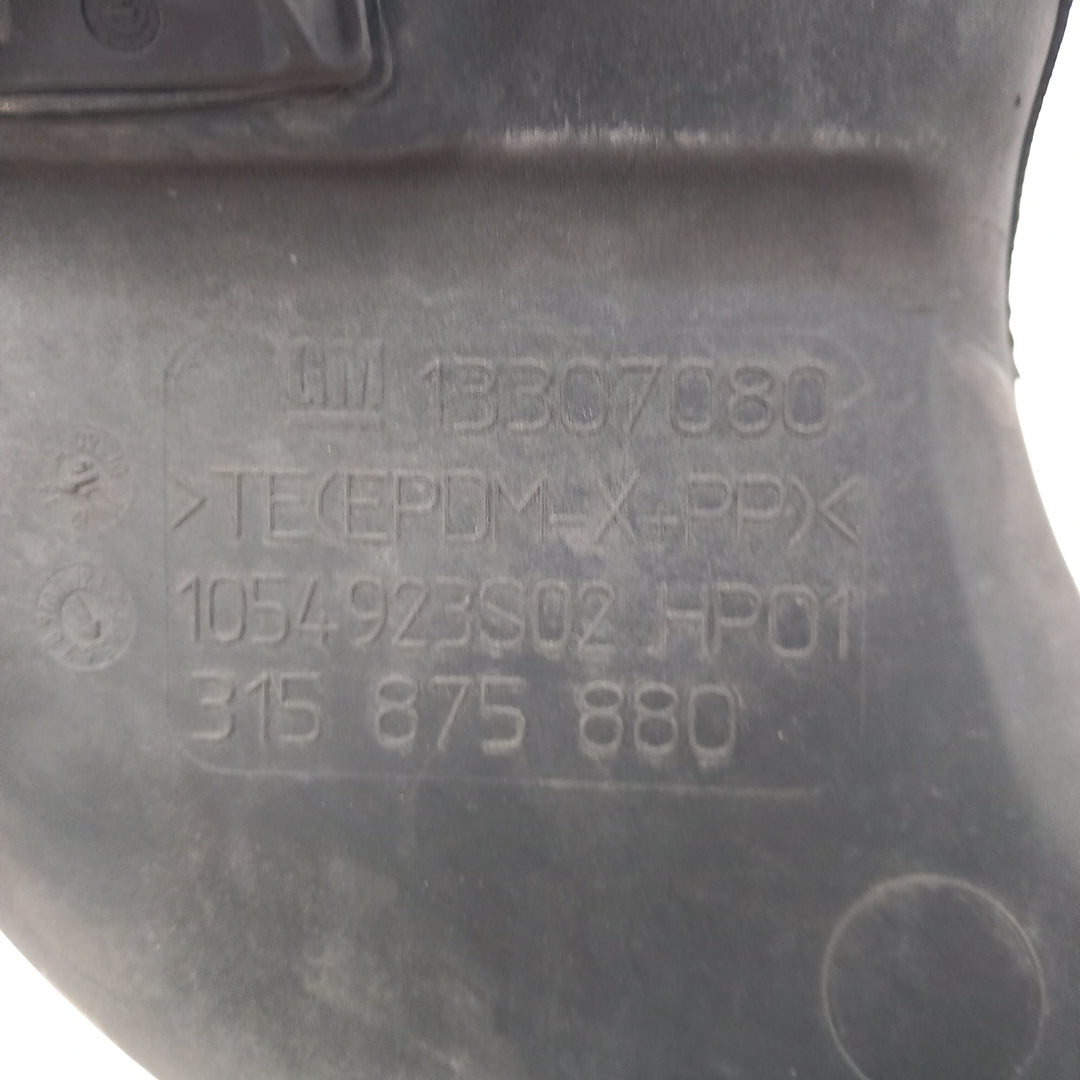 GM 13307080
>TE(EPDM-X-PP)<
1054923S02 HP01
315 875 880